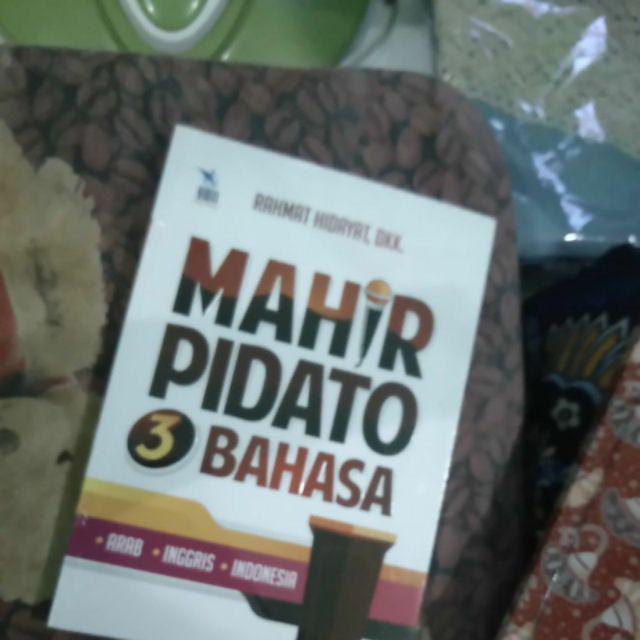 RAHMAT HIDAYAT, DKK.
MAHIR
PIDATO
3 BAHASA
• ARAB • INGGRIS • INDONESIA